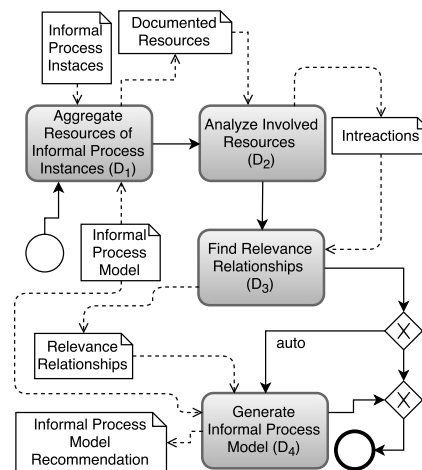 Informal
Process
Instaces
Documented
Resources
Aggregate
Resources of
Informal Process
Instances (D1)
Analyze Involved
Resources
(D2)
Intreactions
Informal
Process
Model
Find Relevance
Relationships
(D3)
X
auto
Relevance
Relationships
X
Generate
Informal Process
Model (D4)
Informal Process
Model
Recommendation